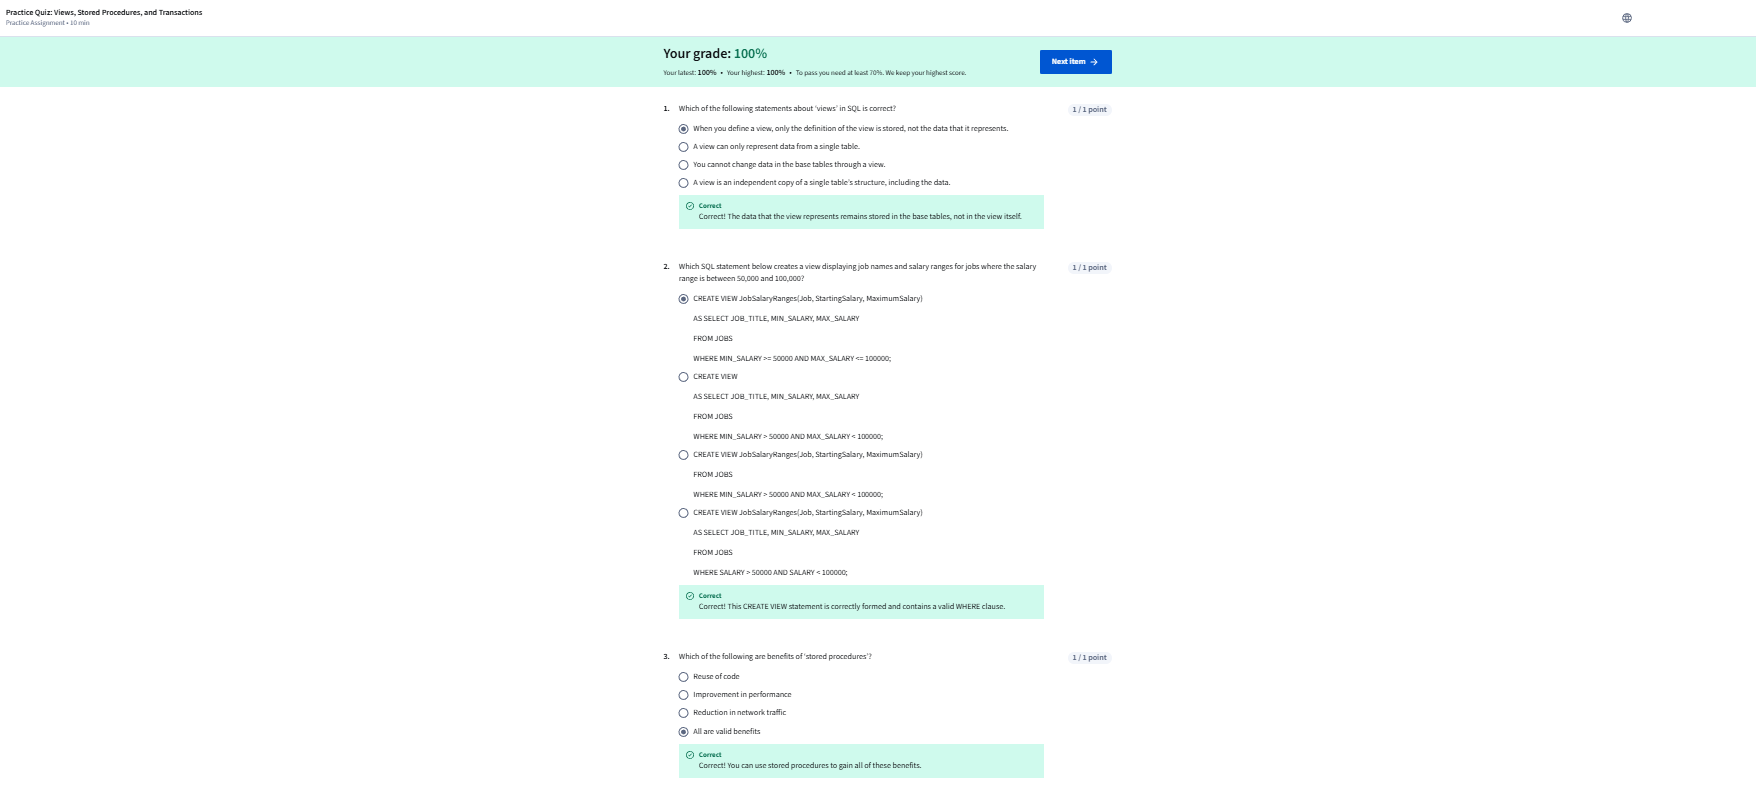 Practice Quiz: Views, Stored Procedures, and Transactions
Practice Assignment • 10 min
Your grade: 100%
Your latest: 100% • Your highest: 100% • To pass you need at least 70%. We keep your highest score.
Next item →
1. Which of the following statements about ‘views’ in SQL is correct?
1 / 1 point
When you define a view, only the definition of the view is stored, not the data that it represents.
A view can only represent data from a single table.
You cannot change data in the base tables through a view.
A view is an independent copy of a single table's structure, including the data.
Correct
Correct! The data that the view represents remains stored in the base tables, not in the view itself.
2. Which SQL statement below creates a view displaying job names and salary ranges for jobs where the salary
range is between 50,000 and 100,000?
1 / 1 point
CREATE VIEW JobSalaryRanges(Job, StartingSalary, MaximumSalary)
AS SELECT JOB_TITLE, MIN_SALARY, MAX_SALARY
FROM JOBS
WHERE MIN_SALARY >= 50000 AND MAX_SALARY <= 100000;
CREATE VIEW
AS SELECT JOB_TITLE, MIN_SALARY, MAX_SALARY
FROM JOBS
WHERE MIN_SALARY > 50000 AND MAX_SALARY < 100000;
CREATE VIEW JobSalaryRanges(Job, StartingSalary, MaximumSalary)
FROM JOBS
WHERE MIN_SALARY > 50000 AND MAX_SALARY < 100000;
CREATE VIEW JobSalaryRanges(Job, StartingSalary, MaximumSalary)
AS SELECT JOB_TITLE, MIN_SALARY, MAX_SALARY
FROM JOBS
WHERE SALARY > 50000 AND SALARY < 100000;
Correct
Correct! This CREATE VIEW statement is correctly formed and contains a valid WHERE clause.
3. Which of the following are benefits of ‘stored procedures’?
1 / 1 point
Reuse of code
Improvement in performance
Reduction in network traffic
All are valid benefits
Correct
Correct! You can use stored procedures to gain all of these benefits.